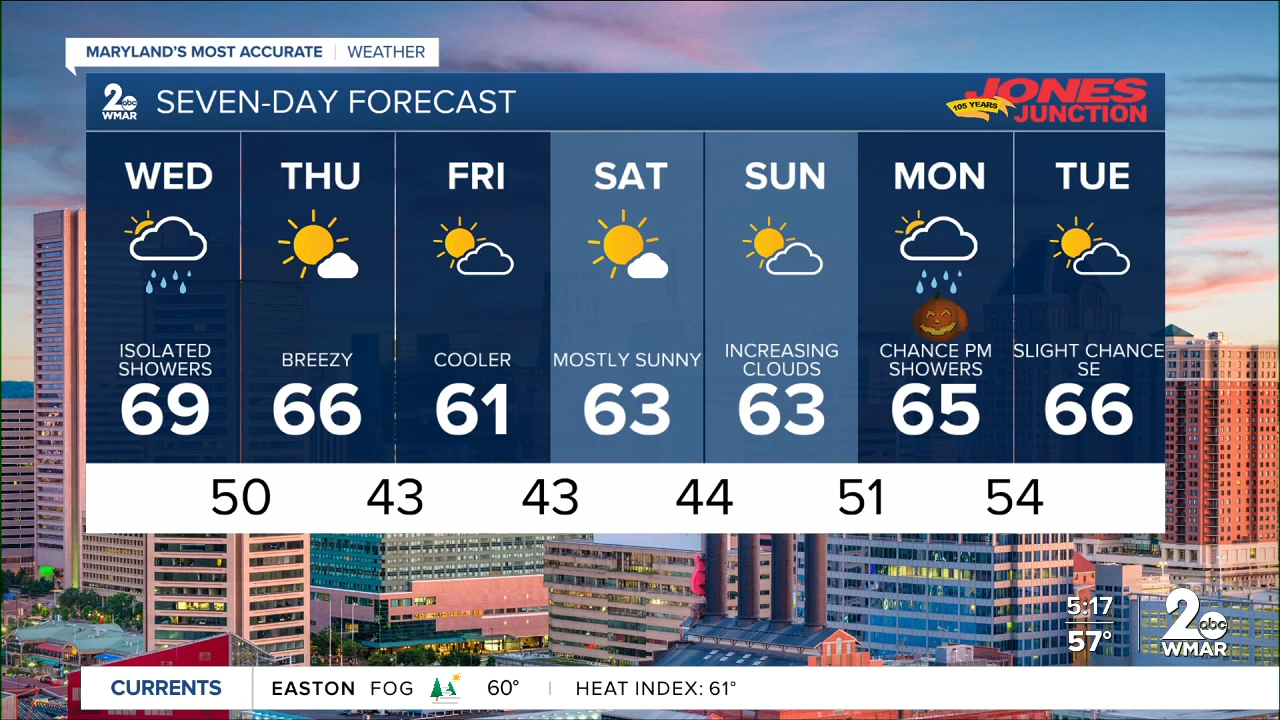 MARYLAND'S MOST ACCURATE | WEATHER
2 abc WMAR
SEVEN-DAY FORECAST
JONES
105 YEARS
JUNCTION
WED THU FRI SAT SUN MON TUE
ISOLATED SHOWERS
BREEZY
COOLER
MOSTLY SUNNY
INCREASING CLOUDS
CHANCE PM SHOWERS
SLIGHT CHANCE SE
69 66 61 63 63 65 66
50 43 43 44 51 54
5:17
57°
2 abc
WMAR
CURRENTS EASTON FOG 60° | HEAT INDEX: 61°